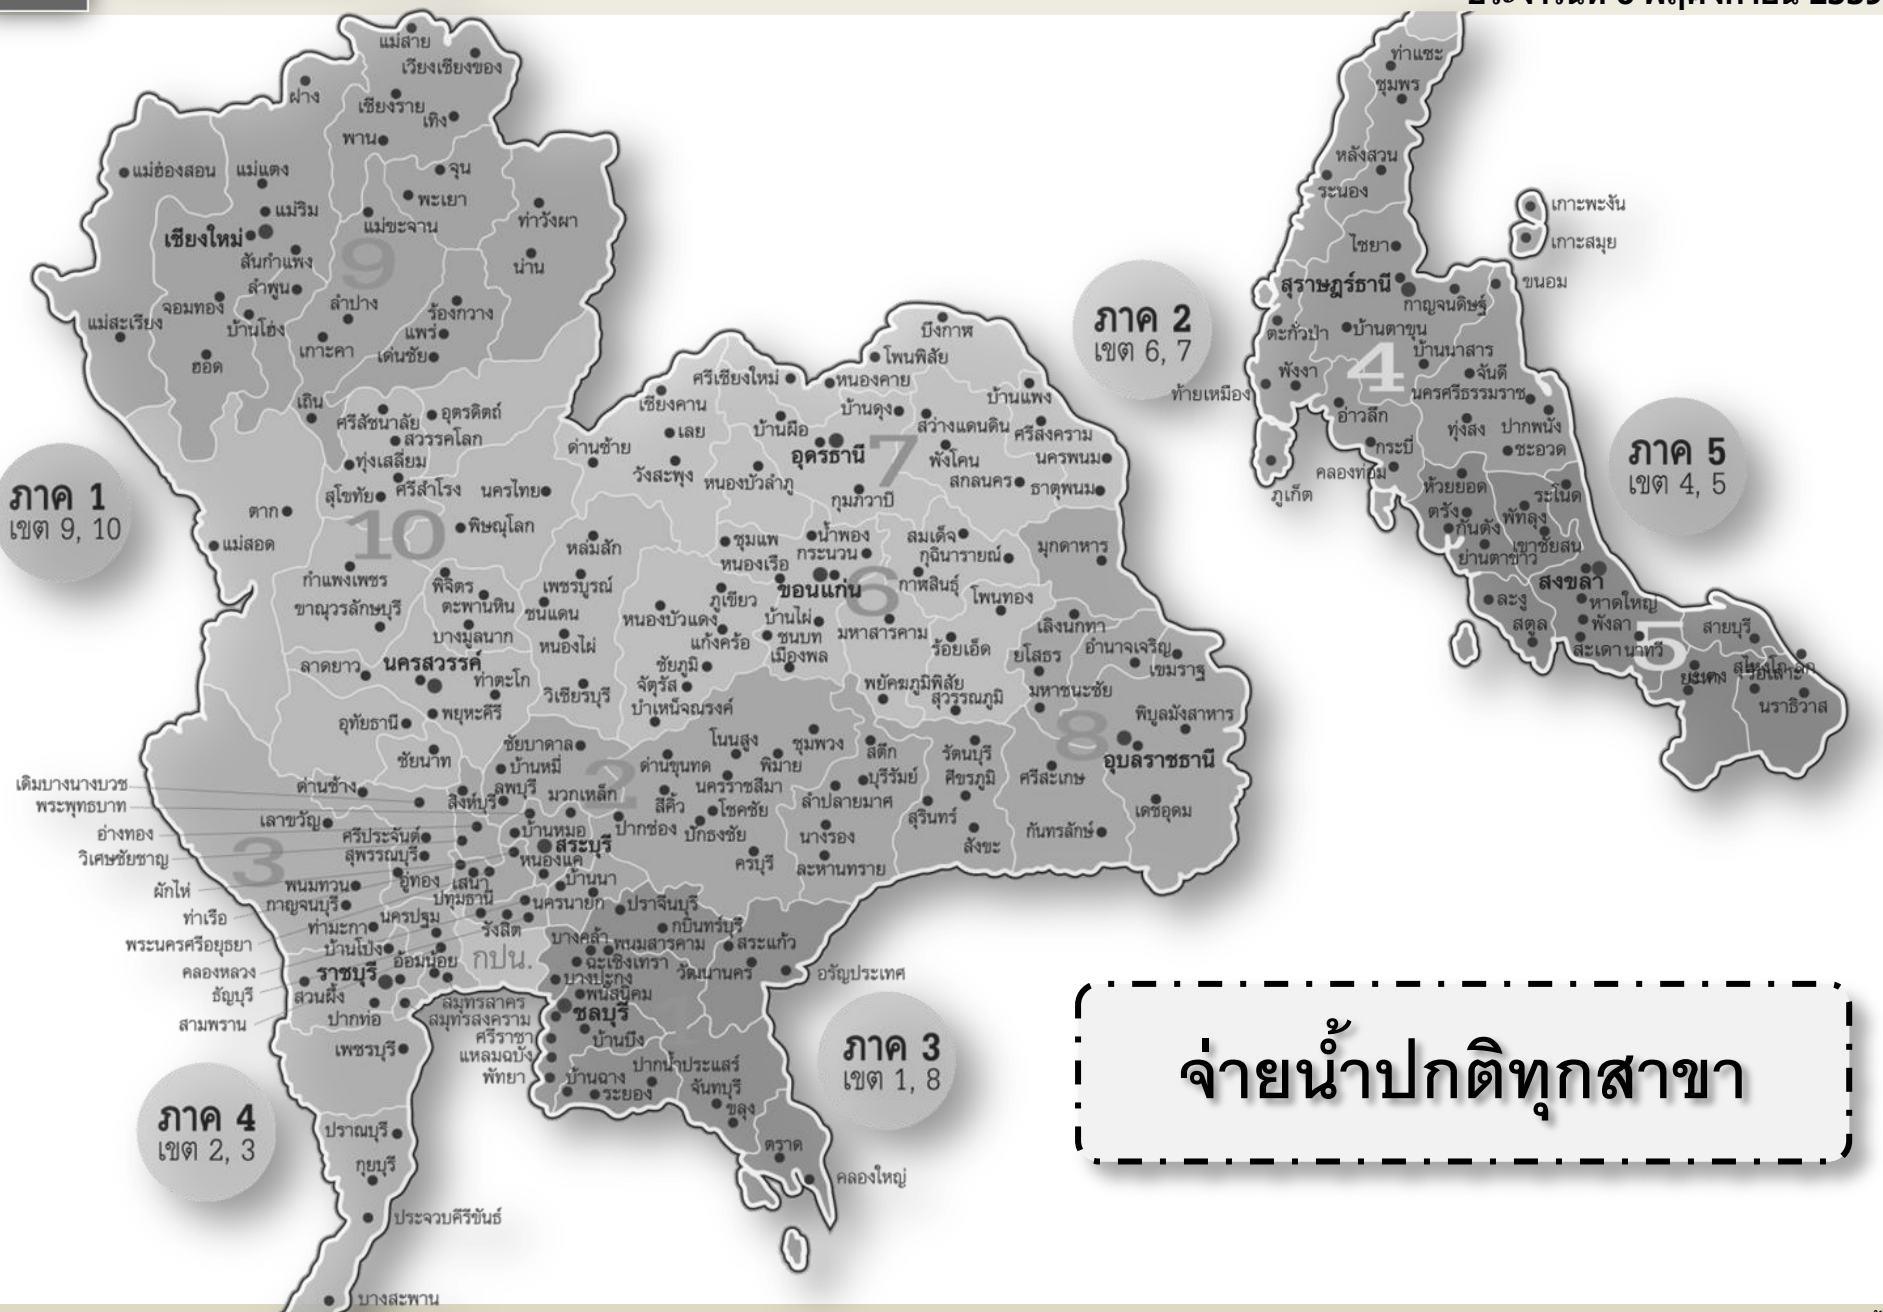 แม่สาย
เวียงเชียงของ
ฝาง
เชียงราย
เทิง
พาน
แม่ฮ่องสอน
แม่แตง
จุน
แม่ริม
พะเยา
แม่ขะจาน
ท่าวังผา
เชียงใหม่
สันกำแพง
9
น่าน
ลำพูน
จอมทอง
ลำปาง
ร้องกวาง
แม่สะเรียง
บ้านโฮ่ง
แพร่
เกาะคา
เด่นชัย
ฮอด
เถิน
ศรีสัชนาลัย
อุตรดิตถ์
สวรรคโลก
ทุ่งเสลี่ยม
สุโขทัย
ศรีสำโรง
นครไทย
ภาค 1
เขต 9, 10
ตาก
10
พิษณุโลก
แม่สอด
หล่มสัก
กำแพงเพชร
พิจิตร
เพชรบูรณ์
ขาณุวรลักษบุรี
ตะพานหิน
ชนแดน
บางมูลนาก
หนองไผ่
ลาดยาว
นครสวรรค์
ท่าตะโก
วิเชียรบุรี
อุทัยธานี
พยุหะคีรี
ชัยนาท
บึงกาฬ
โพนพิสัย
ศรีเชียงใหม่
หนองคาย
เชียงคาน
บ้านดุง
บ้านแพง
เลย
บ้านผือ
สว่างแดนดิน
ศรีสงคราม
ด่านซ้าย
อุดรธานี
7
พังโคน
นครพนม
วังสะพุง
หนองบัวลำภู
กุมภวาปี
สกลนคร
ธาตุพนม
ชุมแพ
น้ำพอง
สมเด็จ
กระนวน
กุฉินารายณ์
มุกดาหาร
หนองเรือ
ขอนแก่น
6
กาฬสินธุ์
ภูเขียว
โพนทอง
หนองบัวแดง
บ้านไผ่
แก้งคร้อ
ชนบท
มหาสารคาม
เลิงนกทา
ชัยภูมิ
เมืองพล
ร้อยเอ็ด
ยโสธร
อำนาจเจริญ
เขมราฐ
จัตุรัส
พยัคฆภูมิพิสัย
บำเหน็จณรงค์
สุวรรณภูมิ
มหาชนะชัย
8
พิบูลมังสาหาร
อุบลราชธานี
ชัยบาดาล
โนนสูง
ชุมพวง
สตึก
รัตนบุรี
บ้านหมี่
ด่านขุนทด
พิมาย
2
นครราชสีมา
บุรีรัมย์
ศีขรภูมิ
ศรีสะเกษ
ด่านช้าง
ลพบุรี
มวกเหล็ก
สีคิ้ว
โชคชัย
ลำปลายมาศ
สิงห์บุรี
เดชอุดม
เลาขวัญ
บ้านหมอ
ปากช่อง
ปักธงชัย
นางรอง
สุรินทร์
กันทรลักษ์
ศรีประจันต์
สระบุรี
สังขะ
สุพรรณบุรี
หนองแค
ครบุรี
ละหานทราย
เดิมบางนางบวช
พระพุทธบาท
อ่างทอง
วิเศษชัยชาญ
3
ผักไห่
ท่าเรือ
พระนครศรีอยุธยา
คลองหลวง
ธัญบุรี
สามพราน
พนมทวน
อู่ทอง
เสนา
บ้านนา
กาญจนบุรี
ปทุมธานี
นครนายก
ปราจีนบุรี
นครปฐม
ท่ามะกา
รังสิต
กบินทร์บุรี
บ้านโป่ง
บางคล้า
พนมสารคาม
สระแก้ว
อ้อมน้อย
กปน.
ฉะเชิงเทรา
วัฒนานคร
อรัญประเทศ
ราชบุรี
บางปะกง
สวนผึ้ง
พนัสนิคม
สมุทรสาคร
ชลบุรี
ปากท่อ
สมุทรสงคราม
1
ศรีราชา
บ้านบึง
เพชรบุรี
แหลมฉบัง
พัทยา
บ้านฉาง
ปากน้ำประแสร์
ระยอง
จันทบุรี
ขลุง
ตราด
คลองใหญ่
ภาค 3
เขต 1, 8
ภาค 4
เขต 2, 3
ปราณบุรี
กุยบุรี
ประจวบคีรีขันธ์
บางสะพาน
ภาค 2
เขต 6, 7
ท่าแซะ
ชุมพร
หลังสวน
ระนอง
เกาะพะงัน
เกาะสมุย
ไชยา
สุราษฎร์ธานี
ขนอม
กาญจนดิษฐ์
ตะกั่วป่า
บ้านตาขุน
4
บ้านนาสาร
พังงา
จันดี
ท้ายเหมือง
นครศรีธรรมราช
อ่าวลึก
ทุ่งสง
ปากพนัง
กระบี่
ชะอวด
คลองท่อม
ภูเก็ต
ห้วยยอด
ระโนด
ตรัง
พัทลุง
กันตัง
เขาชัยสน
ย่านตาขาว
สงขลา
ละงู
หาดใหญ่
พังลา
สตูล
สะเดา
นาทวี
5
สายบุรี
นราธิวาส
ภาค 5
เขต 4, 5
จ่ายน้ำปกติทุกสาขา